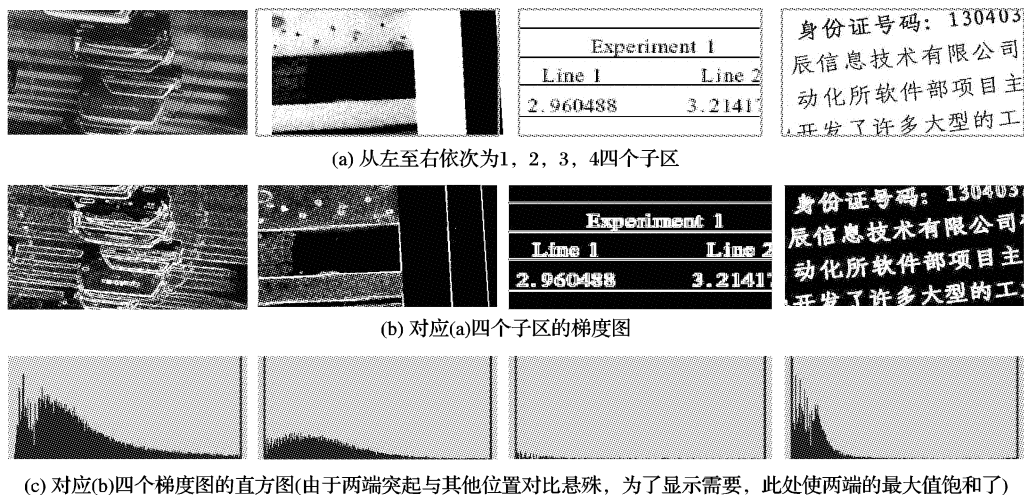 Experiment 1
Line 1 Line 2
2.960488 3.2141
身份证号码：130403
辰信息技术有限公司
动化所软件部项目主
开发了许多大型的工
(a) 从左至右依次为1，2，3，4四个子区
Experiment 1
Line 1 Line 2
2.960488 3.2141
身份证号码：130403
辰信息技术有限公司
动化所软件部项目主
开发了许多大型的工
(b) 对应(a)四个子区的梯度图
(c) 对应(b)四个梯度图的直方图(由于两端突起与其他位置对比悬殊，为了显示需要，此处使两端的最大值饱和了)